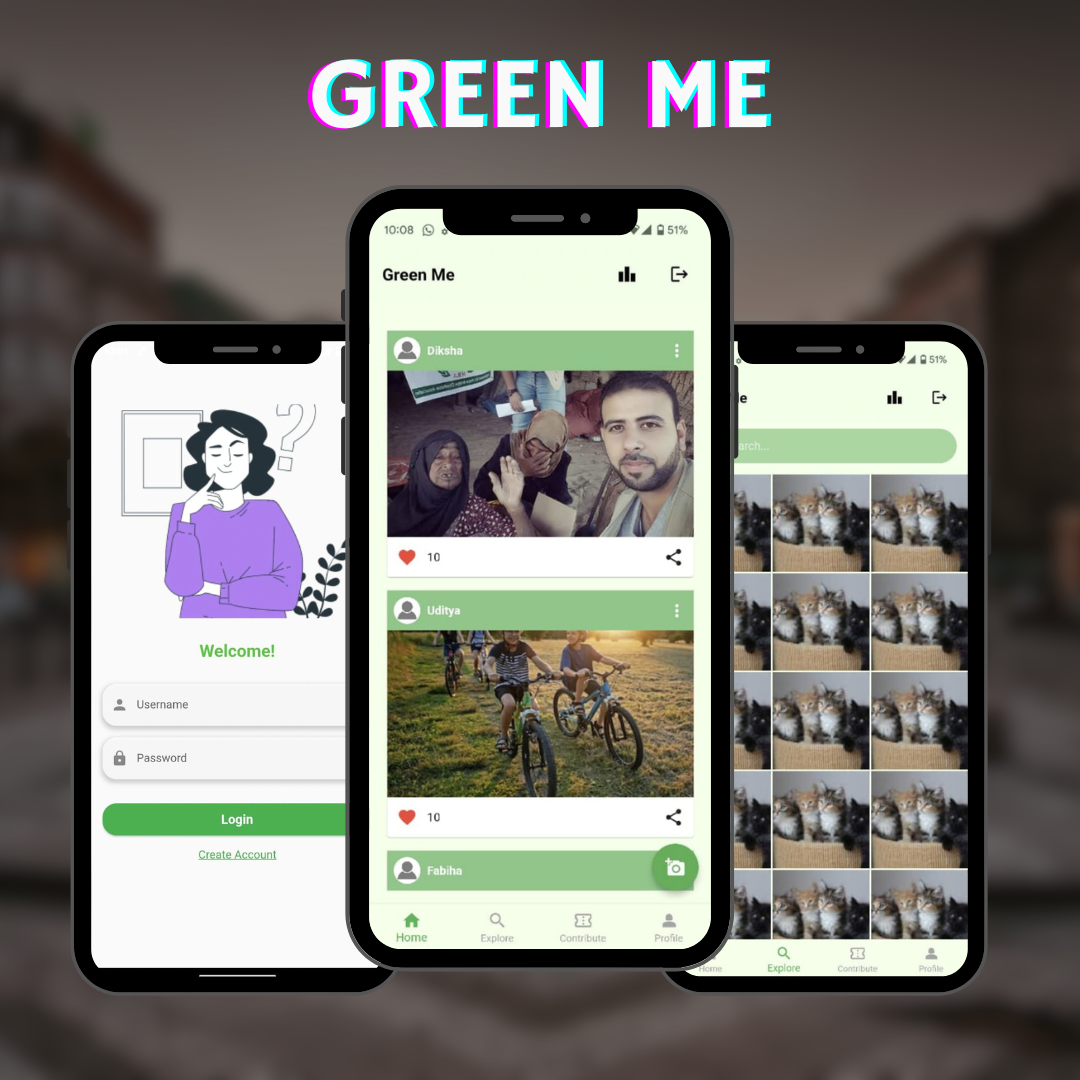 GREEN ME
10:08
51%
Green Me
Diksha
10
Uditya
10
Fabiha
Home
Explore
Contribute
Profile
?
Welcome!
Username
Password
Login
Create Account
51%
e
arch...
Home
Explore
Contribute
Profile